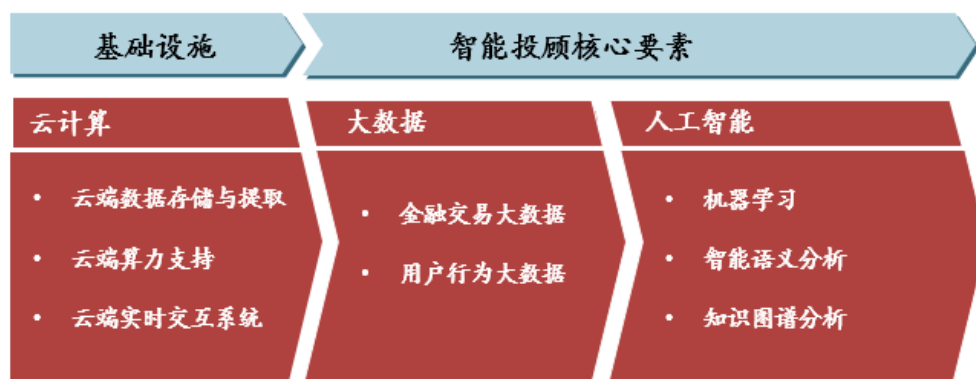 基础设施
智能投顾核心要素
云计算
大数据
人工智能
• 云端数据存储与提取
• 云端算力支持
• 云端实时交互系统
• 金融交易大数据
• 用户行为大数据
• 机器学习
• 智能语义分析
• 知识图谱分析